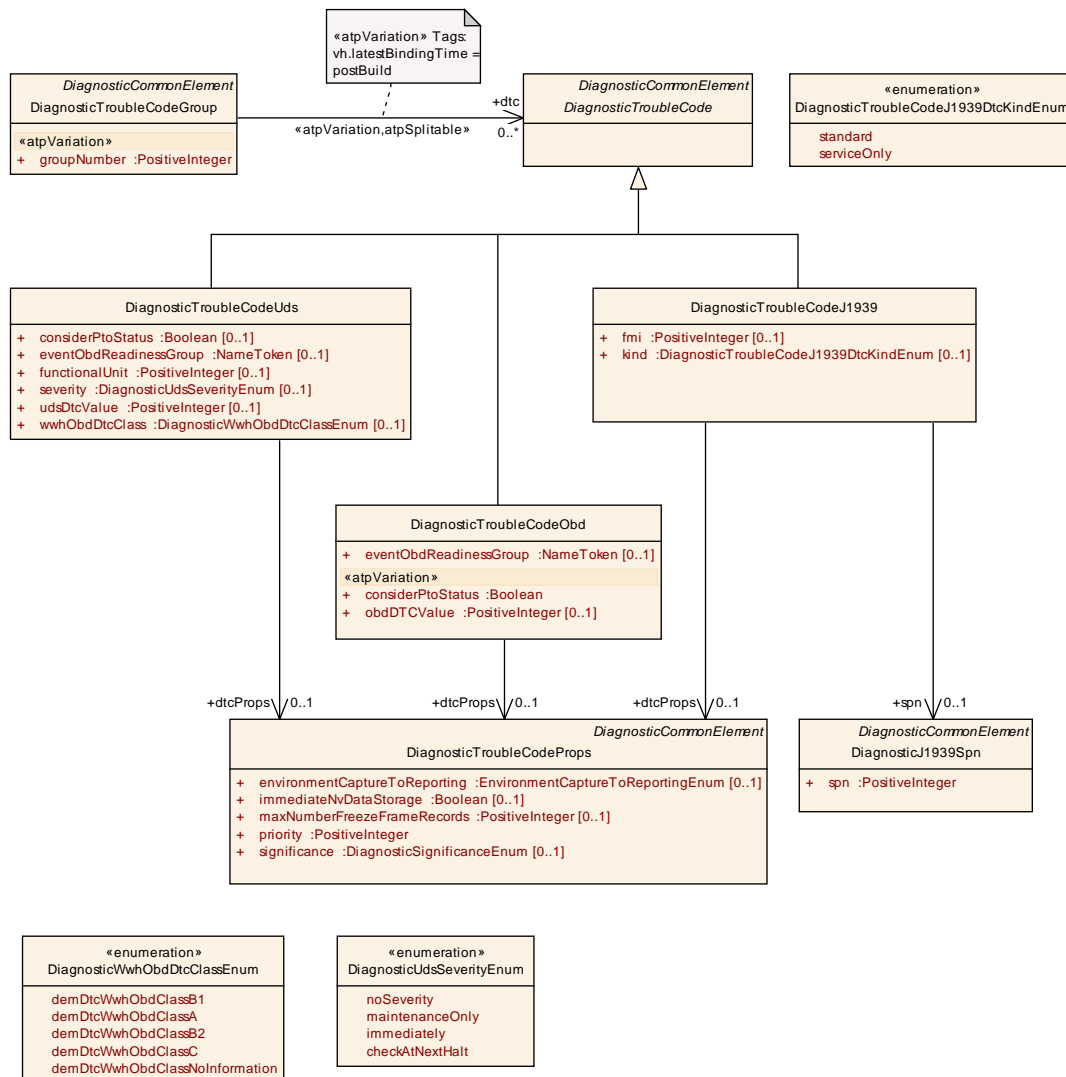 «atpVariation» Tags:
vh.latestBindingTime =
postBuild
DiagnosticCommonElement
DiagnosticTroubleCodeGroup
«atpVariation»
+ groupNumber :PositiveInteger
«atpVariation,atpSplitable»
+dtc
0..*
DiagnosticCommonElement
DiagnosticTroubleCode
«enumeration»
DiagnosticTroubleCodeJ1939DtcKindEnum
standard
serviceOnly
DiagnosticTroubleCodeUds
+ considerPtoStatus :Boolean [0..1]
+ eventObdReadinessGroup :NameToken [0..1]
+ functionalUnit :PositiveInteger [0..1]
+ severity :DiagnosticUdsSeverityEnum [0..1]
+ udsDtcValue :PositiveInteger [0..1]
+ wwhObdDtcClass :DiagnosticWwhObdDtcClassEnum [0..1]
DiagnosticTroubleCodeJ1939
+ fmi :PositiveInteger [0..1]
+ kind :DiagnosticTroubleCodeJ1939DtcKindEnum [0..1]
DiagnosticTroubleCodeObd
+ eventObdReadinessGroup :NameToken [0..1]
«atpVariation»
+ considerPtoStatus :Boolean
+ obdDTCValue :PositiveInteger [0..1]
+dtcProps 0..1
+dtcProps 0..1
+dtcProps 0..1
+spn 0..1
DiagnosticCommonElement
DiagnosticTroubleCodeProps
+ environmentCaptureToReporting :EnvironmentCaptureToReportingEnum [0..1]
+ immediateNvDataStorage :Boolean [0..1]
+ maxNumberFreezeFrameRecords :PositiveInteger [0..1]
+ priority :PositiveInteger
+ significance :DiagnosticSignificanceEnum [0..1]
DiagnosticCommonElement
DiagnosticJ1939Spn
+ spn :PositiveInteger
«enumeration»
DiagnosticWwhObdDtcClassEnum
demDtcWwhObdClassB1
demDtcWwhObdClassA
demDtcWwhObdClassB2
demDtcWwhObdClassC
demDtcWwhObdClassNoInformation
«enumeration»
DiagnosticUdsSeverityEnum
noSeverity
maintenanceOnly
immediately
checkAtNextHalt